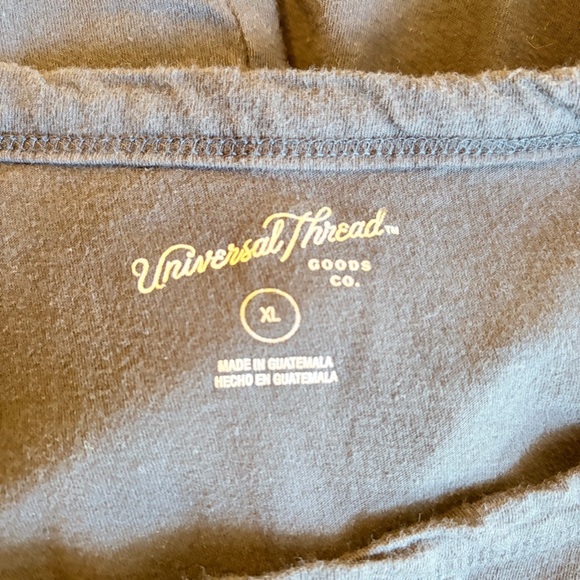 Universal Thread™
GOODS
CO.
XL
MADE IN GUATEMALA
HECHO EN GUATEMALA